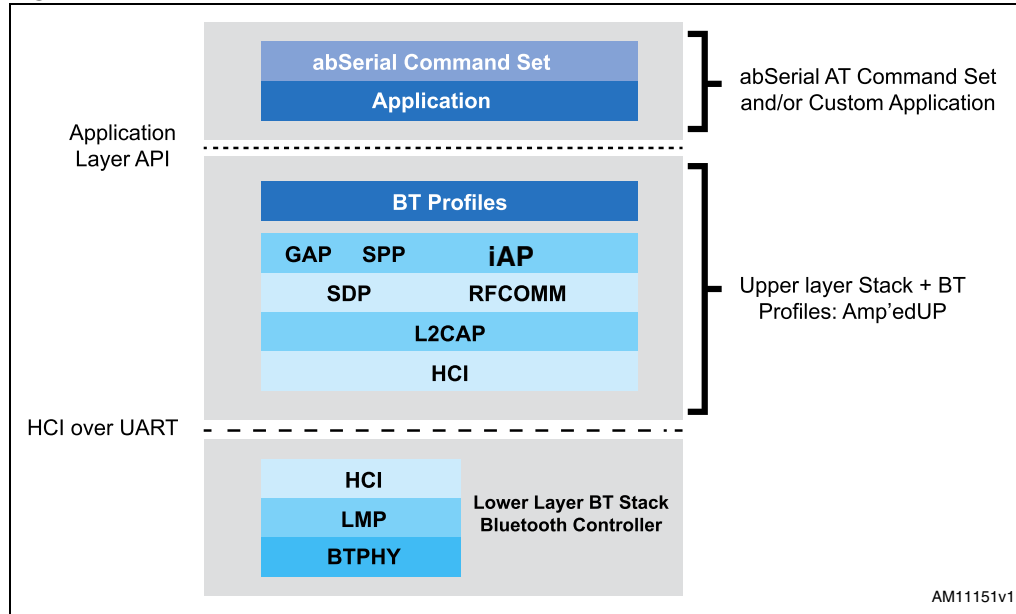 abSerial Command Set
Application
abSerial AT Command Set
and/or Custom Application
Application
Layer API
BT Profiles
GAP SPP iAP
SDP RFCOMM
L2CAP
HCI
Upper layer Stack + BT
Profiles: Amp'edUP
HCI over UART
HCI
LMP
BTPHY
Lower Layer BT Stack
Bluetooth Controller
AM11151v1